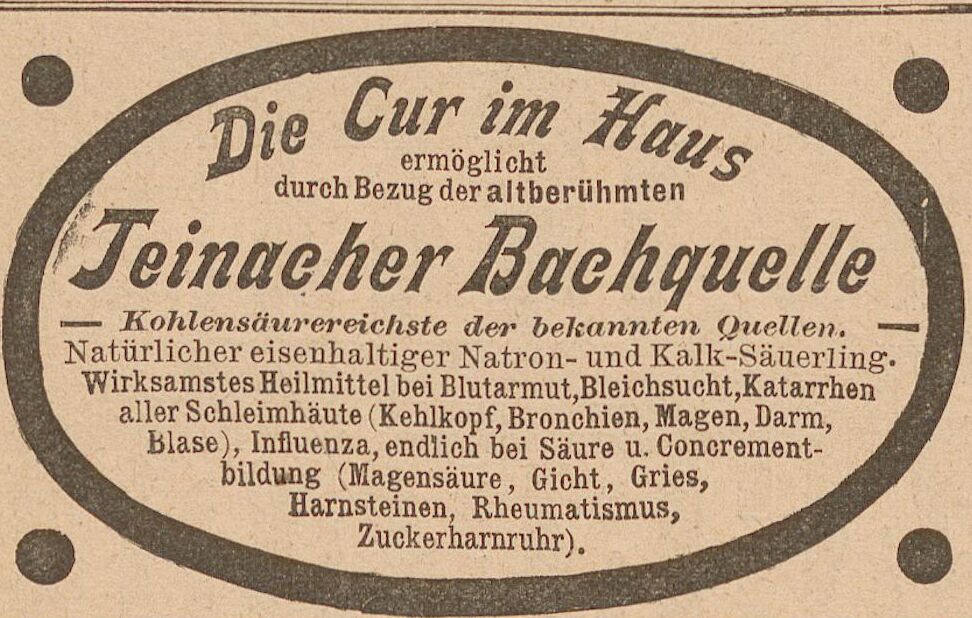 Die Cur im Haus
ermöglicht
durch Bezug der altberühmten
Teinacher Bachquelle
— Kohlensäurereichste der bekannten Quellen. —
Natürlicher eisenhaltiger Natron- und Kalk-Säuerling.
Wirksamstes Heilmittel bei Blutarmut, Bleichsucht, Katarrhen
aller Schleimhäute (Kehlkopf, Bronchien, Magen, Darm,
Blase), Influenza, endlich bei Säure u. Concrement-
bildung (Magensäure, Gicht, Gries,
Harnsteinen, Rheumatismus,
Zuckerharnruhr).